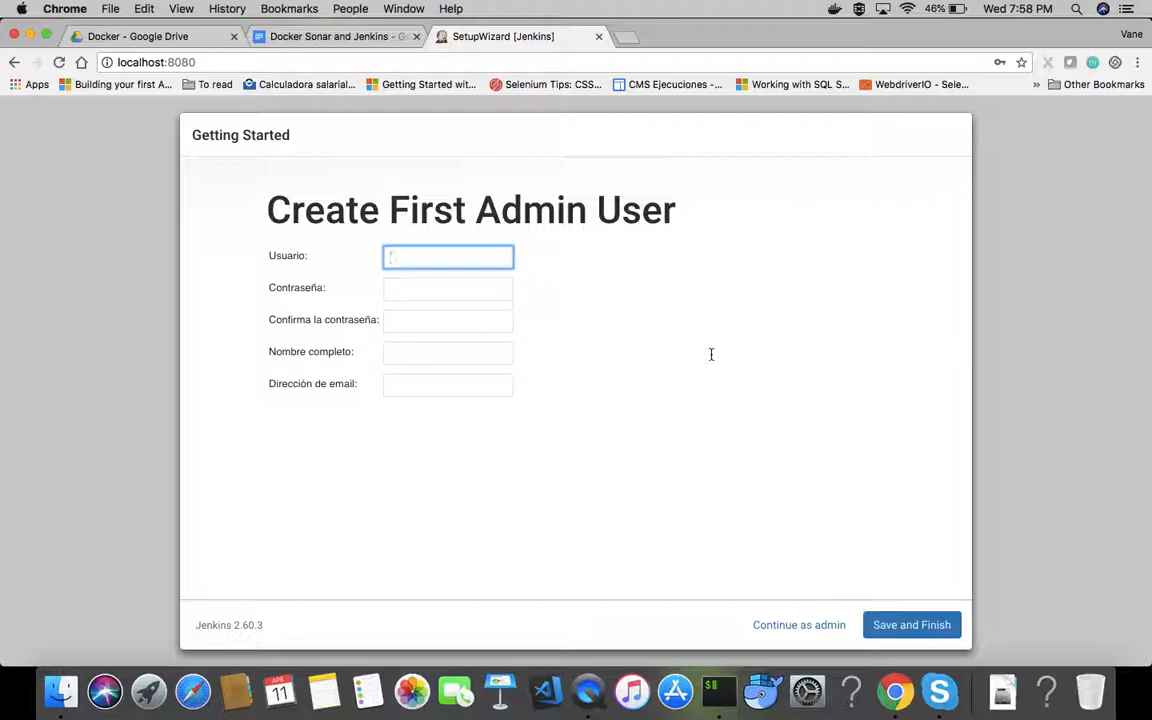 Chrome File Edit View History Bookmarks People Window Help 46% Wed 7:58 PM
Docker - Google Drive Docker Sonar and Jenkins - Go SetupWizard [Jenkins] Vane
localhost:8080
Apps Building your first A... To read Calculadora salarial... Getting Started wit... Selenium Tips: CSS... CMS Ejecuciones -... Working with SQL S... WebdriverIO - Sele... » Other Bookmarks
Getting Started
Create First Admin User
Usuario:
Contraseña:
Confirma la contraseña:
Nombre completo:
Dirección de email:
Jenkins 2.60.3 Continue as admin Save and Finish
APR
11
$